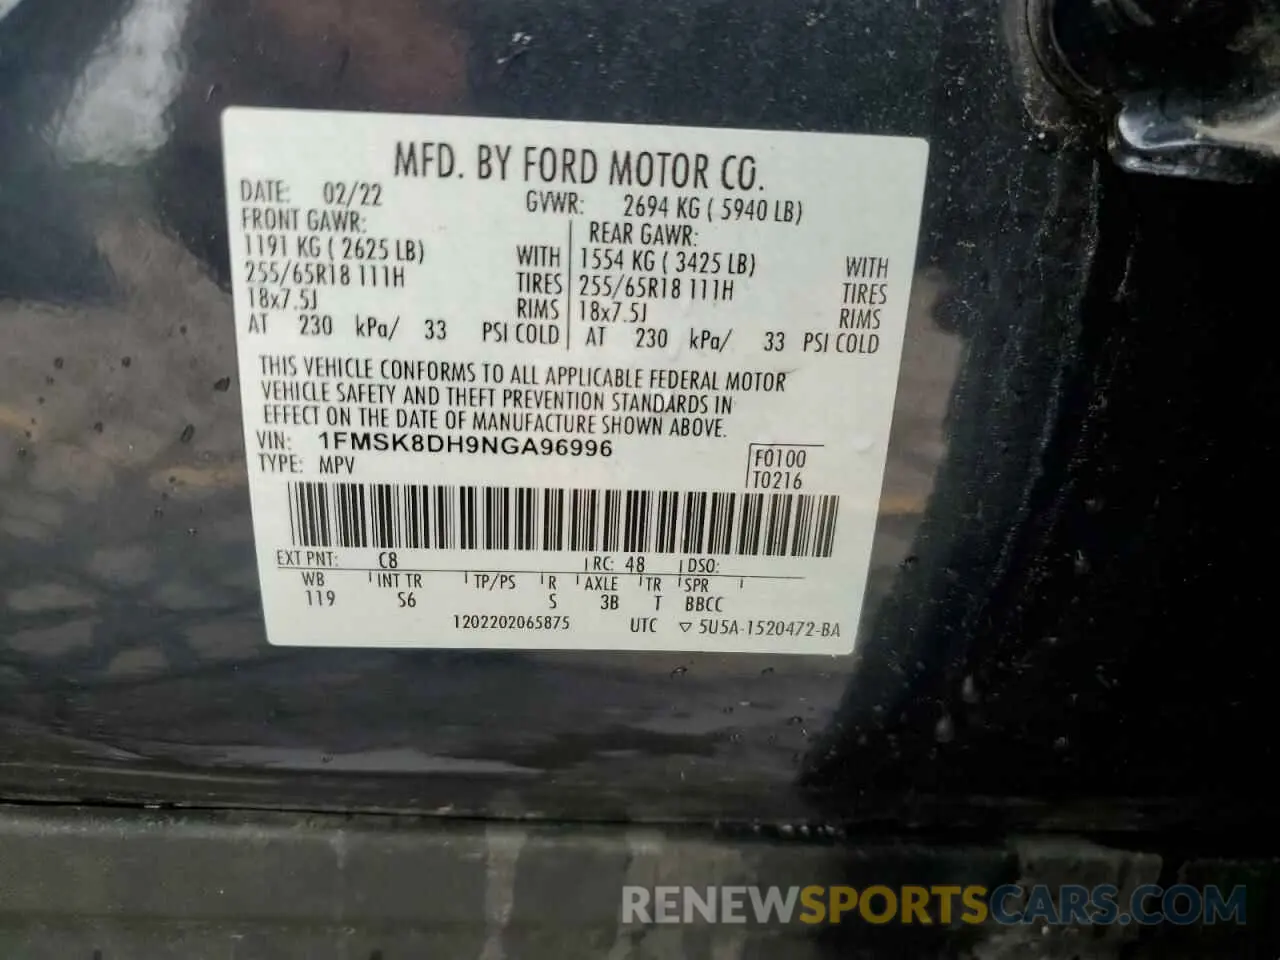 MFD. BY FORD MOTOR CO.
DATE: 02/22 GVWR: 2694 KG ( 5940 LB)
FRONT GAWR: REAR GAWR:
1191 KG ( 2625 LB) WITH 1554 KG ( 3425 LB) WITH
255/65R18 111H TIRES 255/65R18 111H TIRES
18x7.5J RIMS 18x7.5J RIMS
AT 230 kPa/ 33 PSI COLD AT 230 kPa/ 33 PSI COLD
THIS VEHICLE CONFORMS TO ALL APPLICABLE FEDERAL MOTOR
VEHICLE SAFETY AND THEFT PREVENTION STANDARDS IN
EFFECT ON THE DATE OF MANUFACTURE SHOWN ABOVE.
VIN: 1FMSK8DH9NGA96996 F0100
TYPE: MPV T0216
EXT PNT: C8 RC: 48 DSO:
WB INT TR TP/PS R AXLE TR SPR
119 S6 S 3B T BBCC
1202202065875 UTC ▽ 5U5A-1520472-BA
RENEWSPORTSCARS.COM